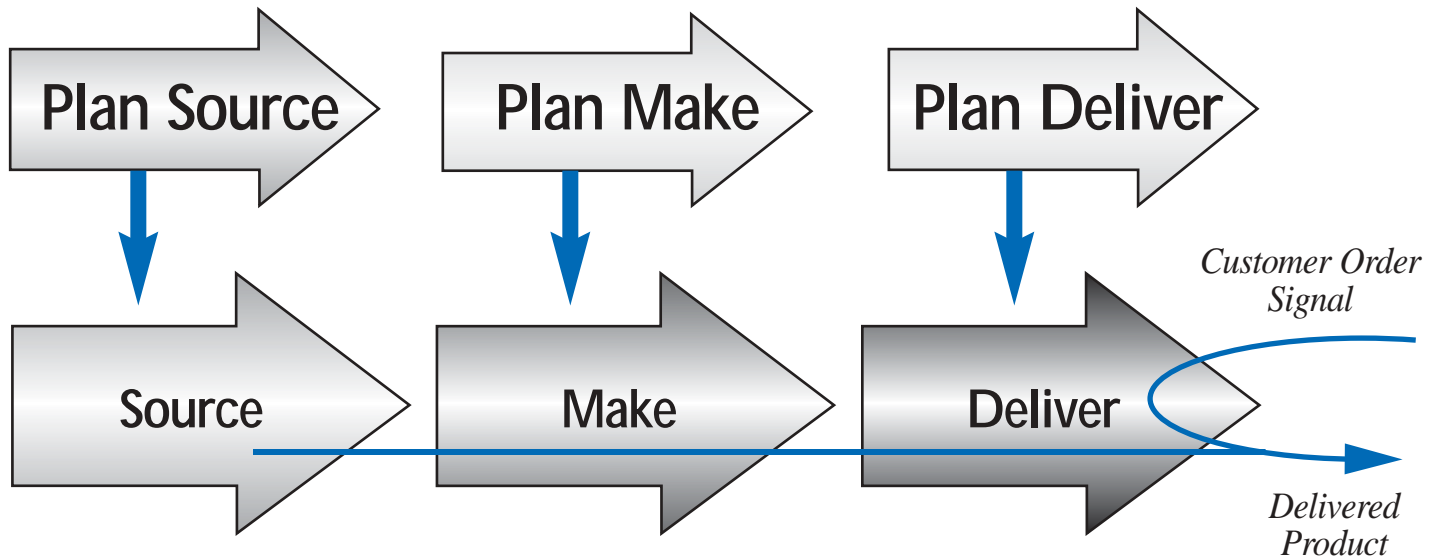 Plan Source
Plan Make
Plan Deliver
Customer Order
Signal
Source
Make
Deliver
Delivered
Product